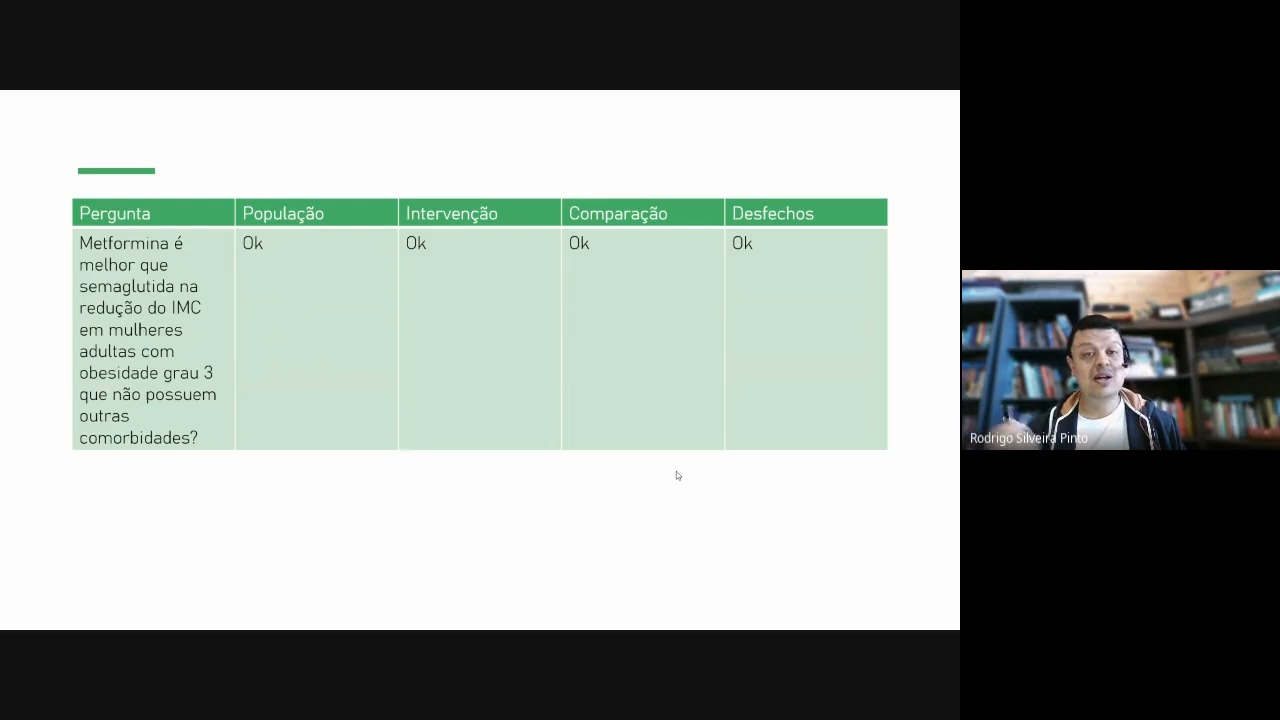 Pergunta
População
Intervenção
Comparação
Desfechos
Metformina é
melhor que
semaglutida na
redução do IMC
em mulheres
adultas com
obesidade grau 3
que não possuem
outras
comorbidades?
Ok
Ok
Ok
Ok
Rodrigo Silveira Pinto